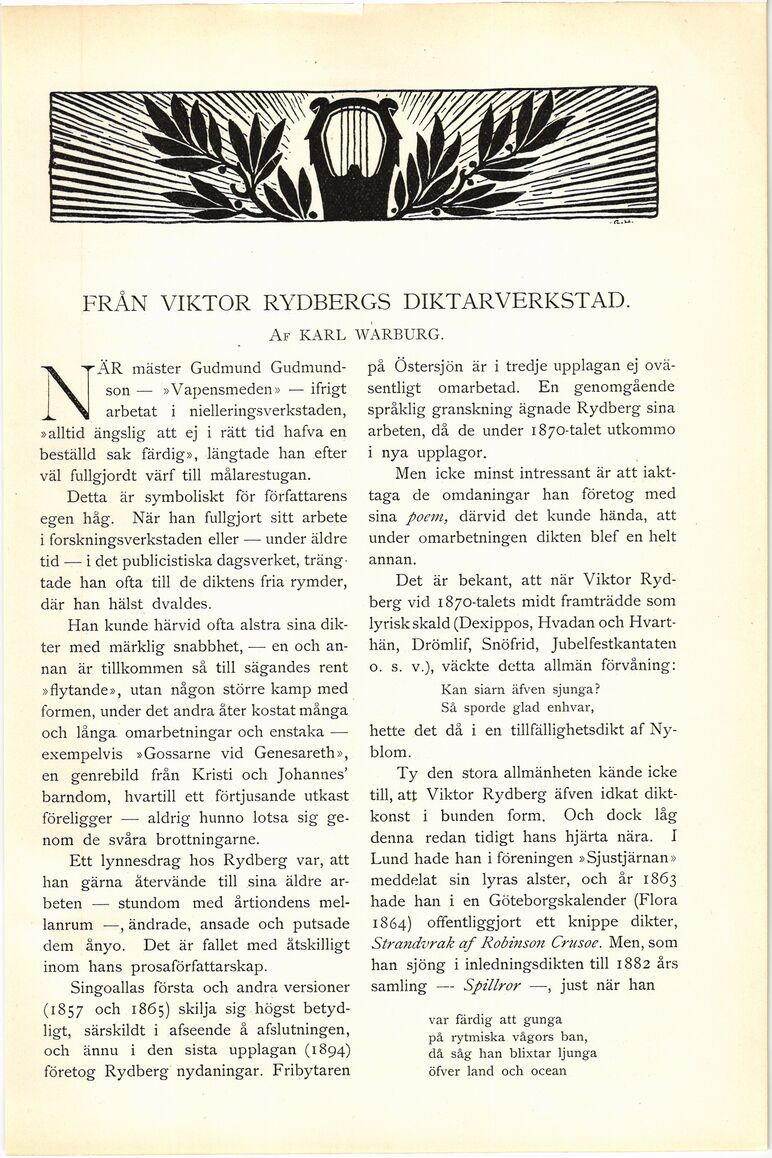 FRÅN VIKTOR RYDBERGS DIKTARVERKSTAD.
AF KARL WARBURG.
NÄR mäster Gudmund Gudmund-
son — »Vapensmeden» — ifrigt
arbetat i nielleringsverkstaden,
»alltid ängslig att ej i rätt tid hafva en
beställd sak färdig», längtade han efter
väl fullgjordt värf till målarestugan.
Detta är symboliskt för författarens
egen håg. När han fullgjort sitt arbete
i forskningsverkstaden eller — under äldre
tid — i det publicistiska dagsverket, träng-
tade han ofta till de diktens fria rymder,
där han hälst dvaldes.
Han kunde härvid ofta alstra sina dik-
ter med märklig snabbhet, — en och an-
nan är tillkommen så till sägandes rent
»flytande», utan någon större kamp med
formen, under det andra åter kostat många
och långa omarbetningar och enstaka —
exempelvis »Gossarne vid Genesareth»,
en genrebild från Kristi och Johannes'
barndom, hvartill ett förtjusande utkast
föreligger — aldrig hunno lotsa sig ge-
nom de svåra brottningarne.
Ett lynnesdrag hos Rydberg var, att
han gärna återvände till sina äldre ar-
beten — stundom med årtiondens mel-
lanrum —, ändrade, ansade och putsade
dem ånyo. Det är fallet med åtskilligt
inom hans prosaförfattarskap.
Singoallas första och andra versioner
(1857 och 1865) skilja sig högst betyd-
ligt, särskildt i afseende å afslutningen,
och ännu i den sista upplagan (1894)
företog Rydberg nydaningar. Fribytaren
på Östersjön är i tredje upplagan ej ovä-
sentligt omarbetad. En genomgående
språklig granskning ägnade Rydberg sina
arbeten, då de under 1870-talet utkommo
i nya upplagor.
Men icke minst intressant är att iakt-
taga de omdaningar han företog med
sina poem, därvid det kunde hända, att
under omarbetningen dikten blef en helt
annan.
Det är bekant, att när Viktor Ryd-
berg vid 1870-talets midt framträdde som
lyrisk skald (Dexippos, Hvadan och Hvart-
hän, Drömlif, Snöfrid, Jubelfestkantaten
o. s. v.), väckte detta allmän förvåning:
Kan siarn äfven sjunga?
Så sporde glad enhvar,
hette det då i en tillfällighetsdikt af Ny-
blom.
Ty den stora allmänheten kände icke
till, att Viktor Rydberg äfven idkat dikt-
konst i bunden form. Och dock låg
denna redan tidigt hans hjärta nära. I
Lund hade han i föreningen »Sjustjärnan»
meddelat sin lyras alster, och år 1863
hade han i en Göteborgskalender (Flora
1864) offentliggjort ett knippe dikter,
Strandvrak af Robinson Crusoe. Men, som
han sjöng i inledningsdikten till 1882 års
samling — Spillror —, just när han
var färdig att gunga
på rytmiska vågors ban,
då såg han blixtar ljunga
öfver land och ocean